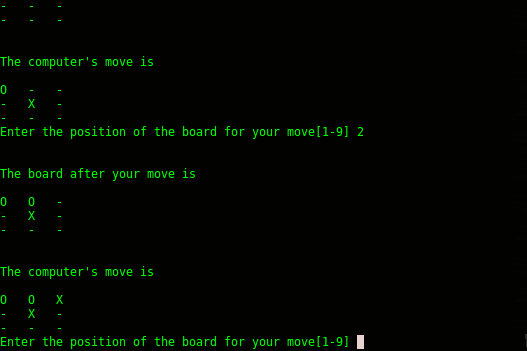 -   -   -
-   -   -
The computer's move is
O   -   -
-   X   -
-   -   -
Enter the position of the board for your move[1-9] 2
The board after your move is
O   O   -
-   X   -
-   -   -
The computer's move is
O   O   X
-   X   -
-   -   -
Enter the position of the board for your move[1-9]